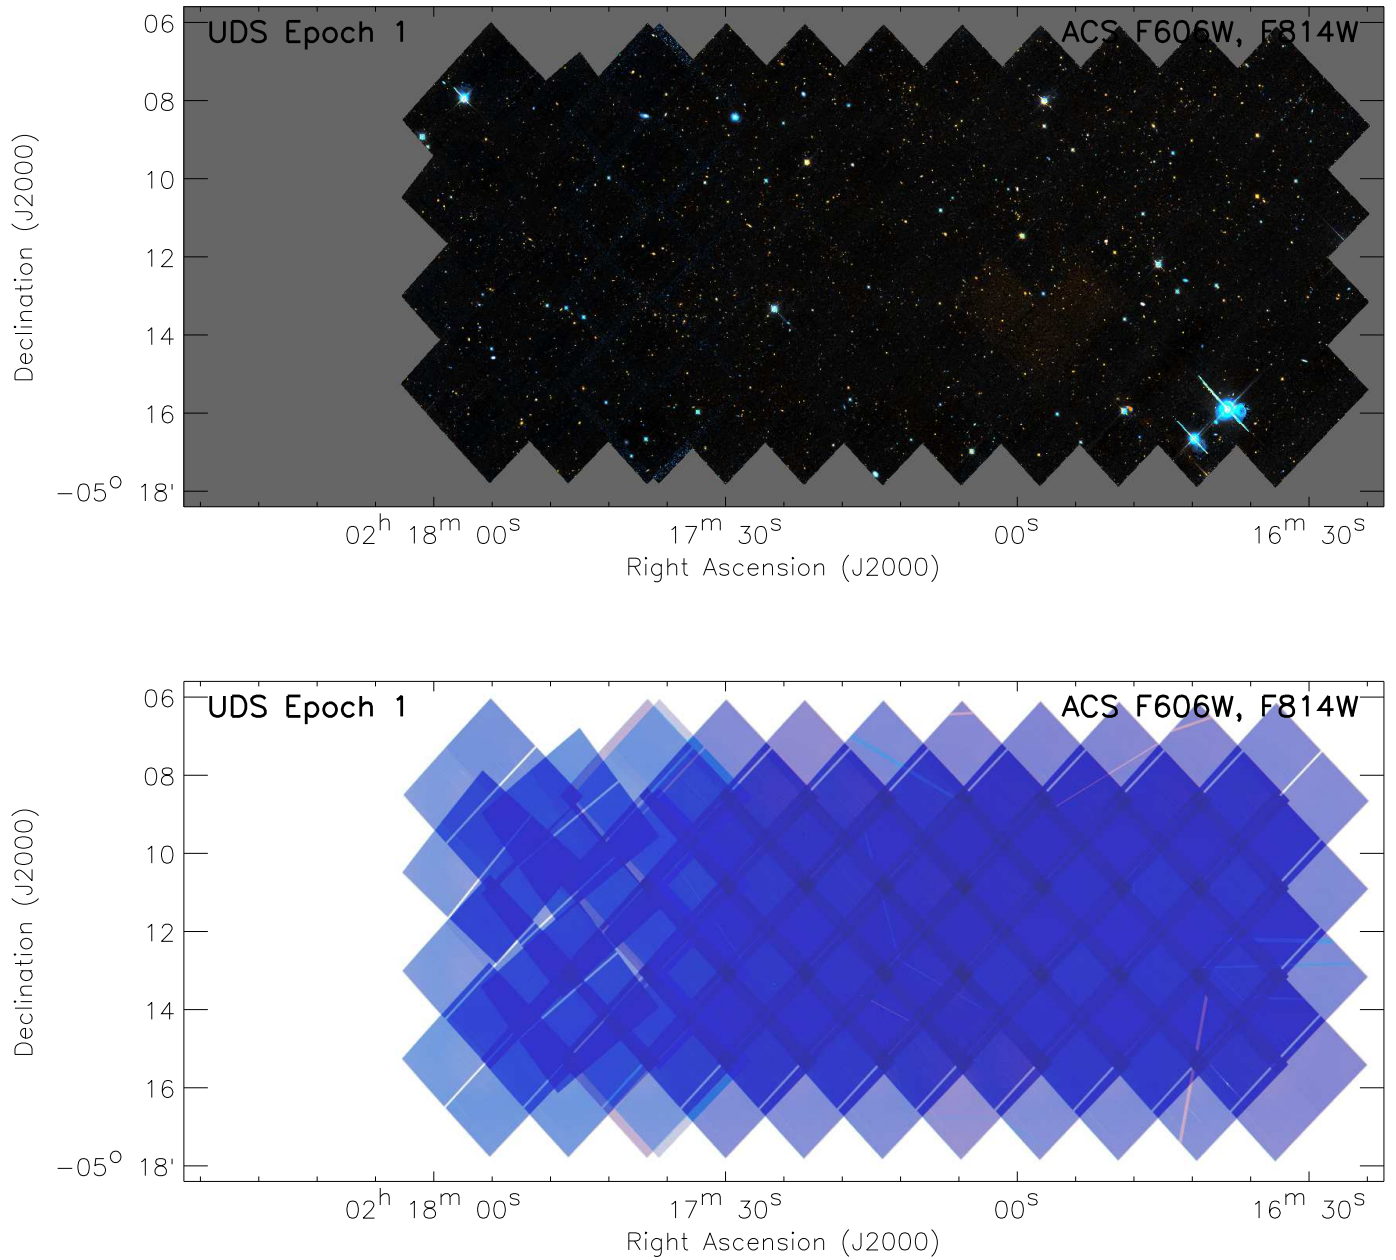 UDS Epoch 1 ACS F606W, F814W
06
08
10
12
14
16
-05° 18'
Declination (J2000)
02h 18m 00s 17m 30s 00s 16m 30s
Right Ascension (J2000)
UDS Epoch 1 ACS F606W, F814W
06
08
10
12
14
16
-05° 18'
Declination (J2000)
02h 18m 00s 17m 30s 00s 16m 30s
Right Ascension (J2000)